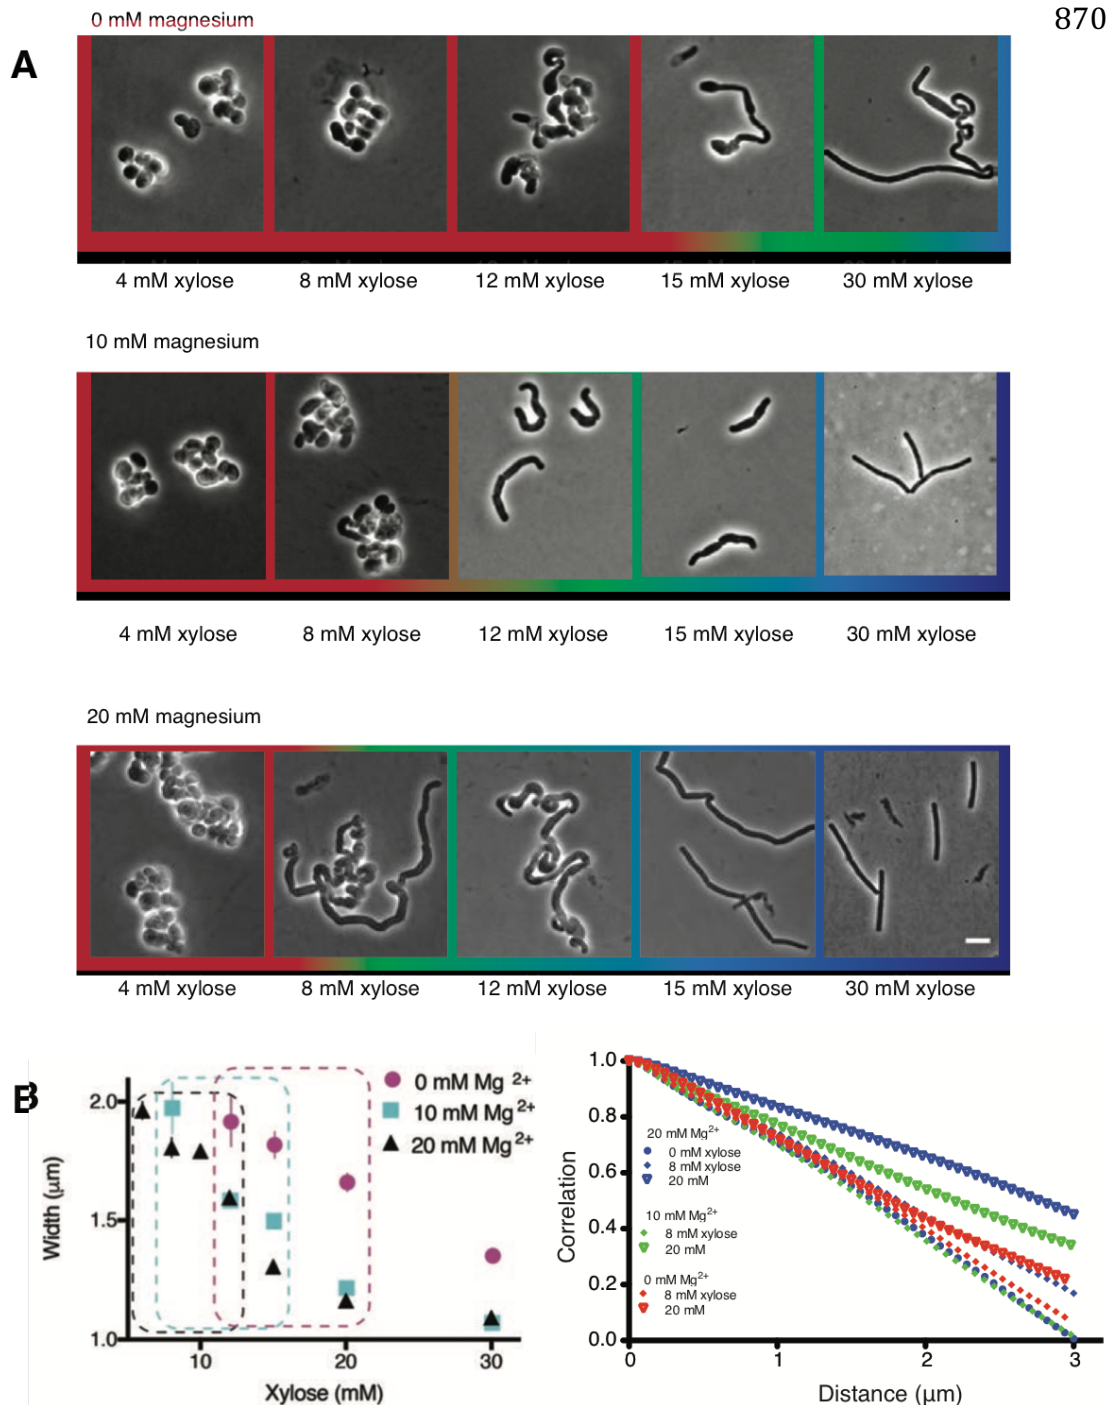 870
0 mM magnesium
A
4 mM xylose 8 mM xylose 12 mM xylose 15 mM xylose 30 mM xylose
10 mM magnesium
4 mM xylose 8 mM xylose 12 mM xylose 15 mM xylose 30 mM xylose
20 mM magnesium
4 mM xylose 8 mM xylose 12 mM xylose 15 mM xylose 30 mM xylose
B
2.0
1.5
1.0
Width (µm)
10 20 30
Xylose (mM)
0 mM Mg 2+
10 mM Mg 2+
20 mM Mg 2+
1.0
0.8
0.6
0.4
0.2
0.0
Correlation
20 mM Mg2+
0 mM xylose
8 mM xylose
20 mM
10 mM Mg2+
8 mM xylose
20 mM
0 mM Mg2+
8 mM xylose
20 mM
0 1 2 3
Distance (µm)